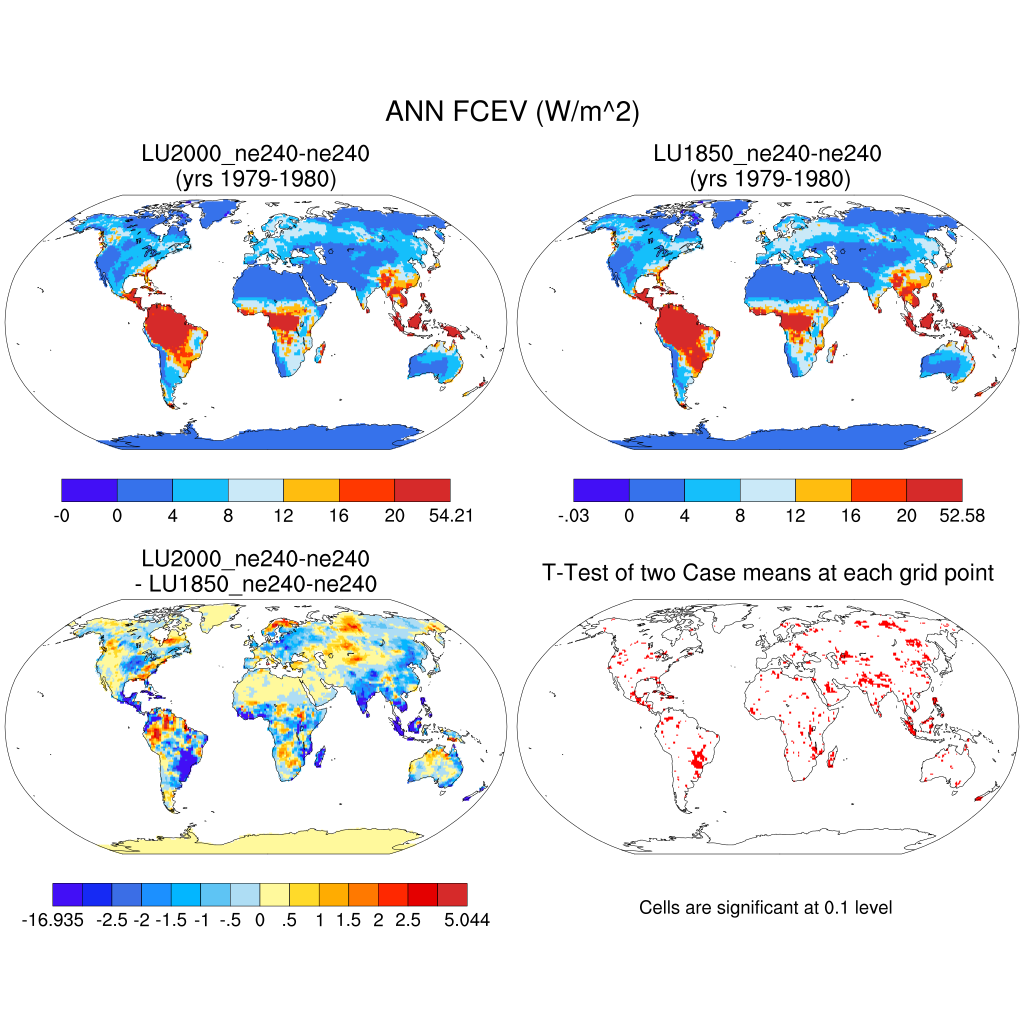 ANN FCEV (W/m^2)
LU2000_ne240-ne240
(yrs 1979-1980)
LU1850_ne240-ne240
(yrs 1979-1980)
-0 0 4 8 12 16 20 54.21
-.03 0 4 8 12 16 20 52.58
LU2000_ne240-ne240
- LU1850_ne240-ne240
T-Test of two Case means at each grid point
-16.935 -2.5 -2 -1.5 -1 -.5 0 .5 1 1.5 2 2.5 5.044
Cells are significant at 0.1 level